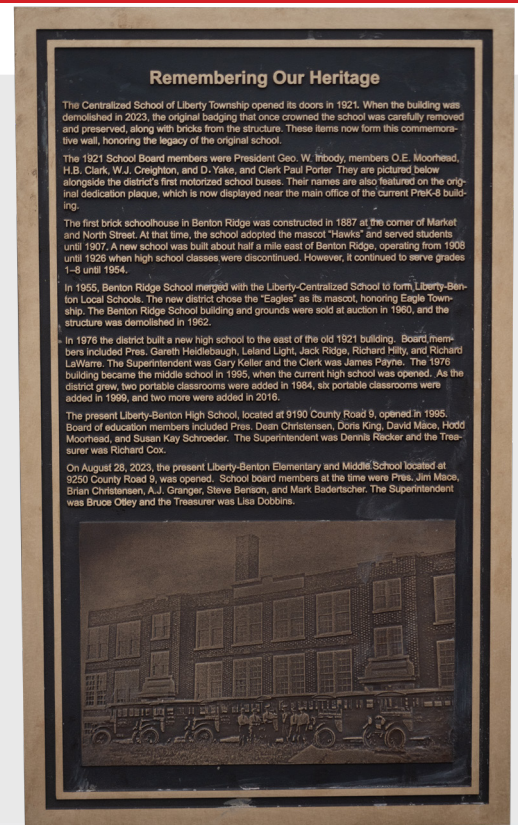 Remembering Our Heritage
The Centralized School of Liberty Township opened its doors in 1921. When the building was
demolished in 2023, the original badging that once crowned the school was carefully removed
and preserved, along with bricks from the structure. These items now form this commemora-
tive wall, honoring the legacy of the original school.
The 1921 School Board members were President Geo. W. Inbody, members O.E. Moorhead,
H.B. Clark, W.J. Creighton, and D. Yake, and Clerk Paul Porter They are pictured below
alongside the district's first motorized school buses. Their names are also featured on the orig-
inal dedication plaque, which is now displayed near the main office of the current PreK-8 build-
ing.
The first brick schoolhouse in Benton Ridge was constructed in 1887 at the corner of Market
and North Street. At that time, the school adopted the mascot "Hawks" and served students
until 1907. A new school was built about half a mile east of Benton Ridge, operating from 1908
until 1926 when high school classes were discontinued. However, it continued to serve grades
1–8 until 1954.
In 1955, Benton Ridge School merged with the Liberty-Centralized School to form Liberty-Ben-
ton Local Schools. The new district chose the "Eagles" as its mascot, honoring Eagle Town-
ship. The Benton Ridge School building and grounds were sold at auction in 1960, and the
structure was demolished in 1962.
In 1976 the district built a new high school to the east of the old 1921 building. Board mem-
bers included Pres. Gareth Heidlebaugh, Leland Light, Jack Ridge, Richard Hilty, and Richard
LaWarre. The Superintendent was Gary Keller and the Clerk was James Payne. The 1976
building became the middle school in 1995, when the current high school was opened. As the
district grew, two portable classrooms were added in 1984, six portable classrooms were
added in 1999, and two more were added in 2016.
The present Liberty-Benton High School, located at 9190 County Road 9, opened in 1995.
Board of education members included Pres. Dean Christensen, Doris King, David Mace, Hodd
Moorhead, and Susan Kay Schroeder. The Superintendent was Dennis Recker and the Trea-
surer was Richard Cox.
On August 28, 2023, the present Liberty-Benton Elementary and Middle School located at
9250 County Road 9, was opened. School board members at the time were Pres. Jim Mace,
Brian Christensen, A.J. Granger, Steve Benson, and Mark Badertscher. The Superintendent
was Bruce Otley and the Treasurer was Lisa Dobbins.